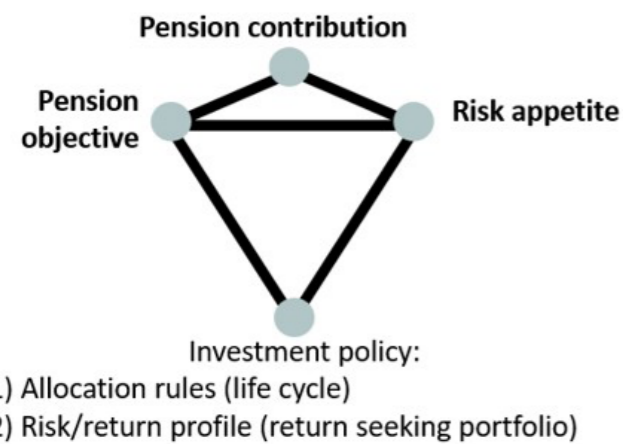 Pension contribution
Pension
objective
Risk appetite
Investment policy:
) Allocation rules (life cycle)
2) Risk/return profile (return seeking portfolio)